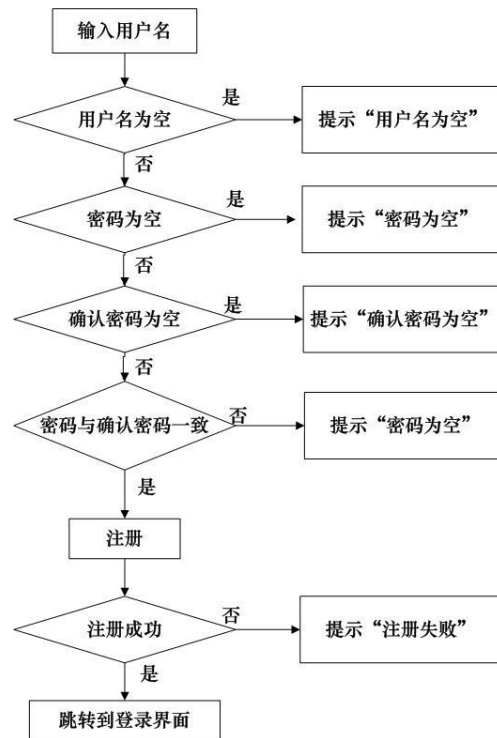 输入用户名
是
用户名为空
提示“用户名为空”
否
是
密码为空
提示“密码为空”
否
是
确认密码为空
提示“确认密码为空”
否
否
密码与确认密码一致
提示“密码为空”
是
注册
否
注册成功
提示“注册失败”
是
跳转到登录界面